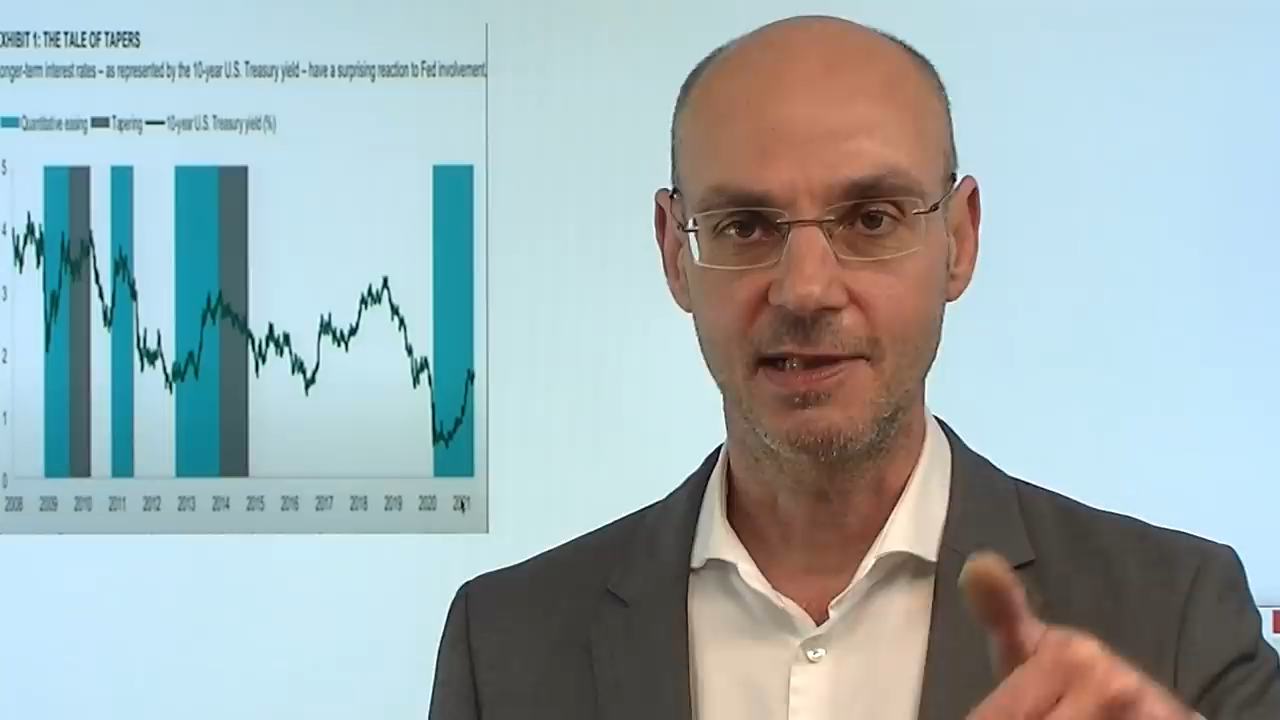 XHIBIT 1: THE TALE OF TAPERS
onger-term interest rates – as represented by the 10-year U.S. Treasury yield – have a surprising reaction to Fed involvement.
Quantitative easing Tapering 10-year U.S. Treasury yield (%)
5
4
3
2
1
0
2008 2009 2010 2011 2012 2013 2014 2015 2016 2017 2018 2019 2020 2021